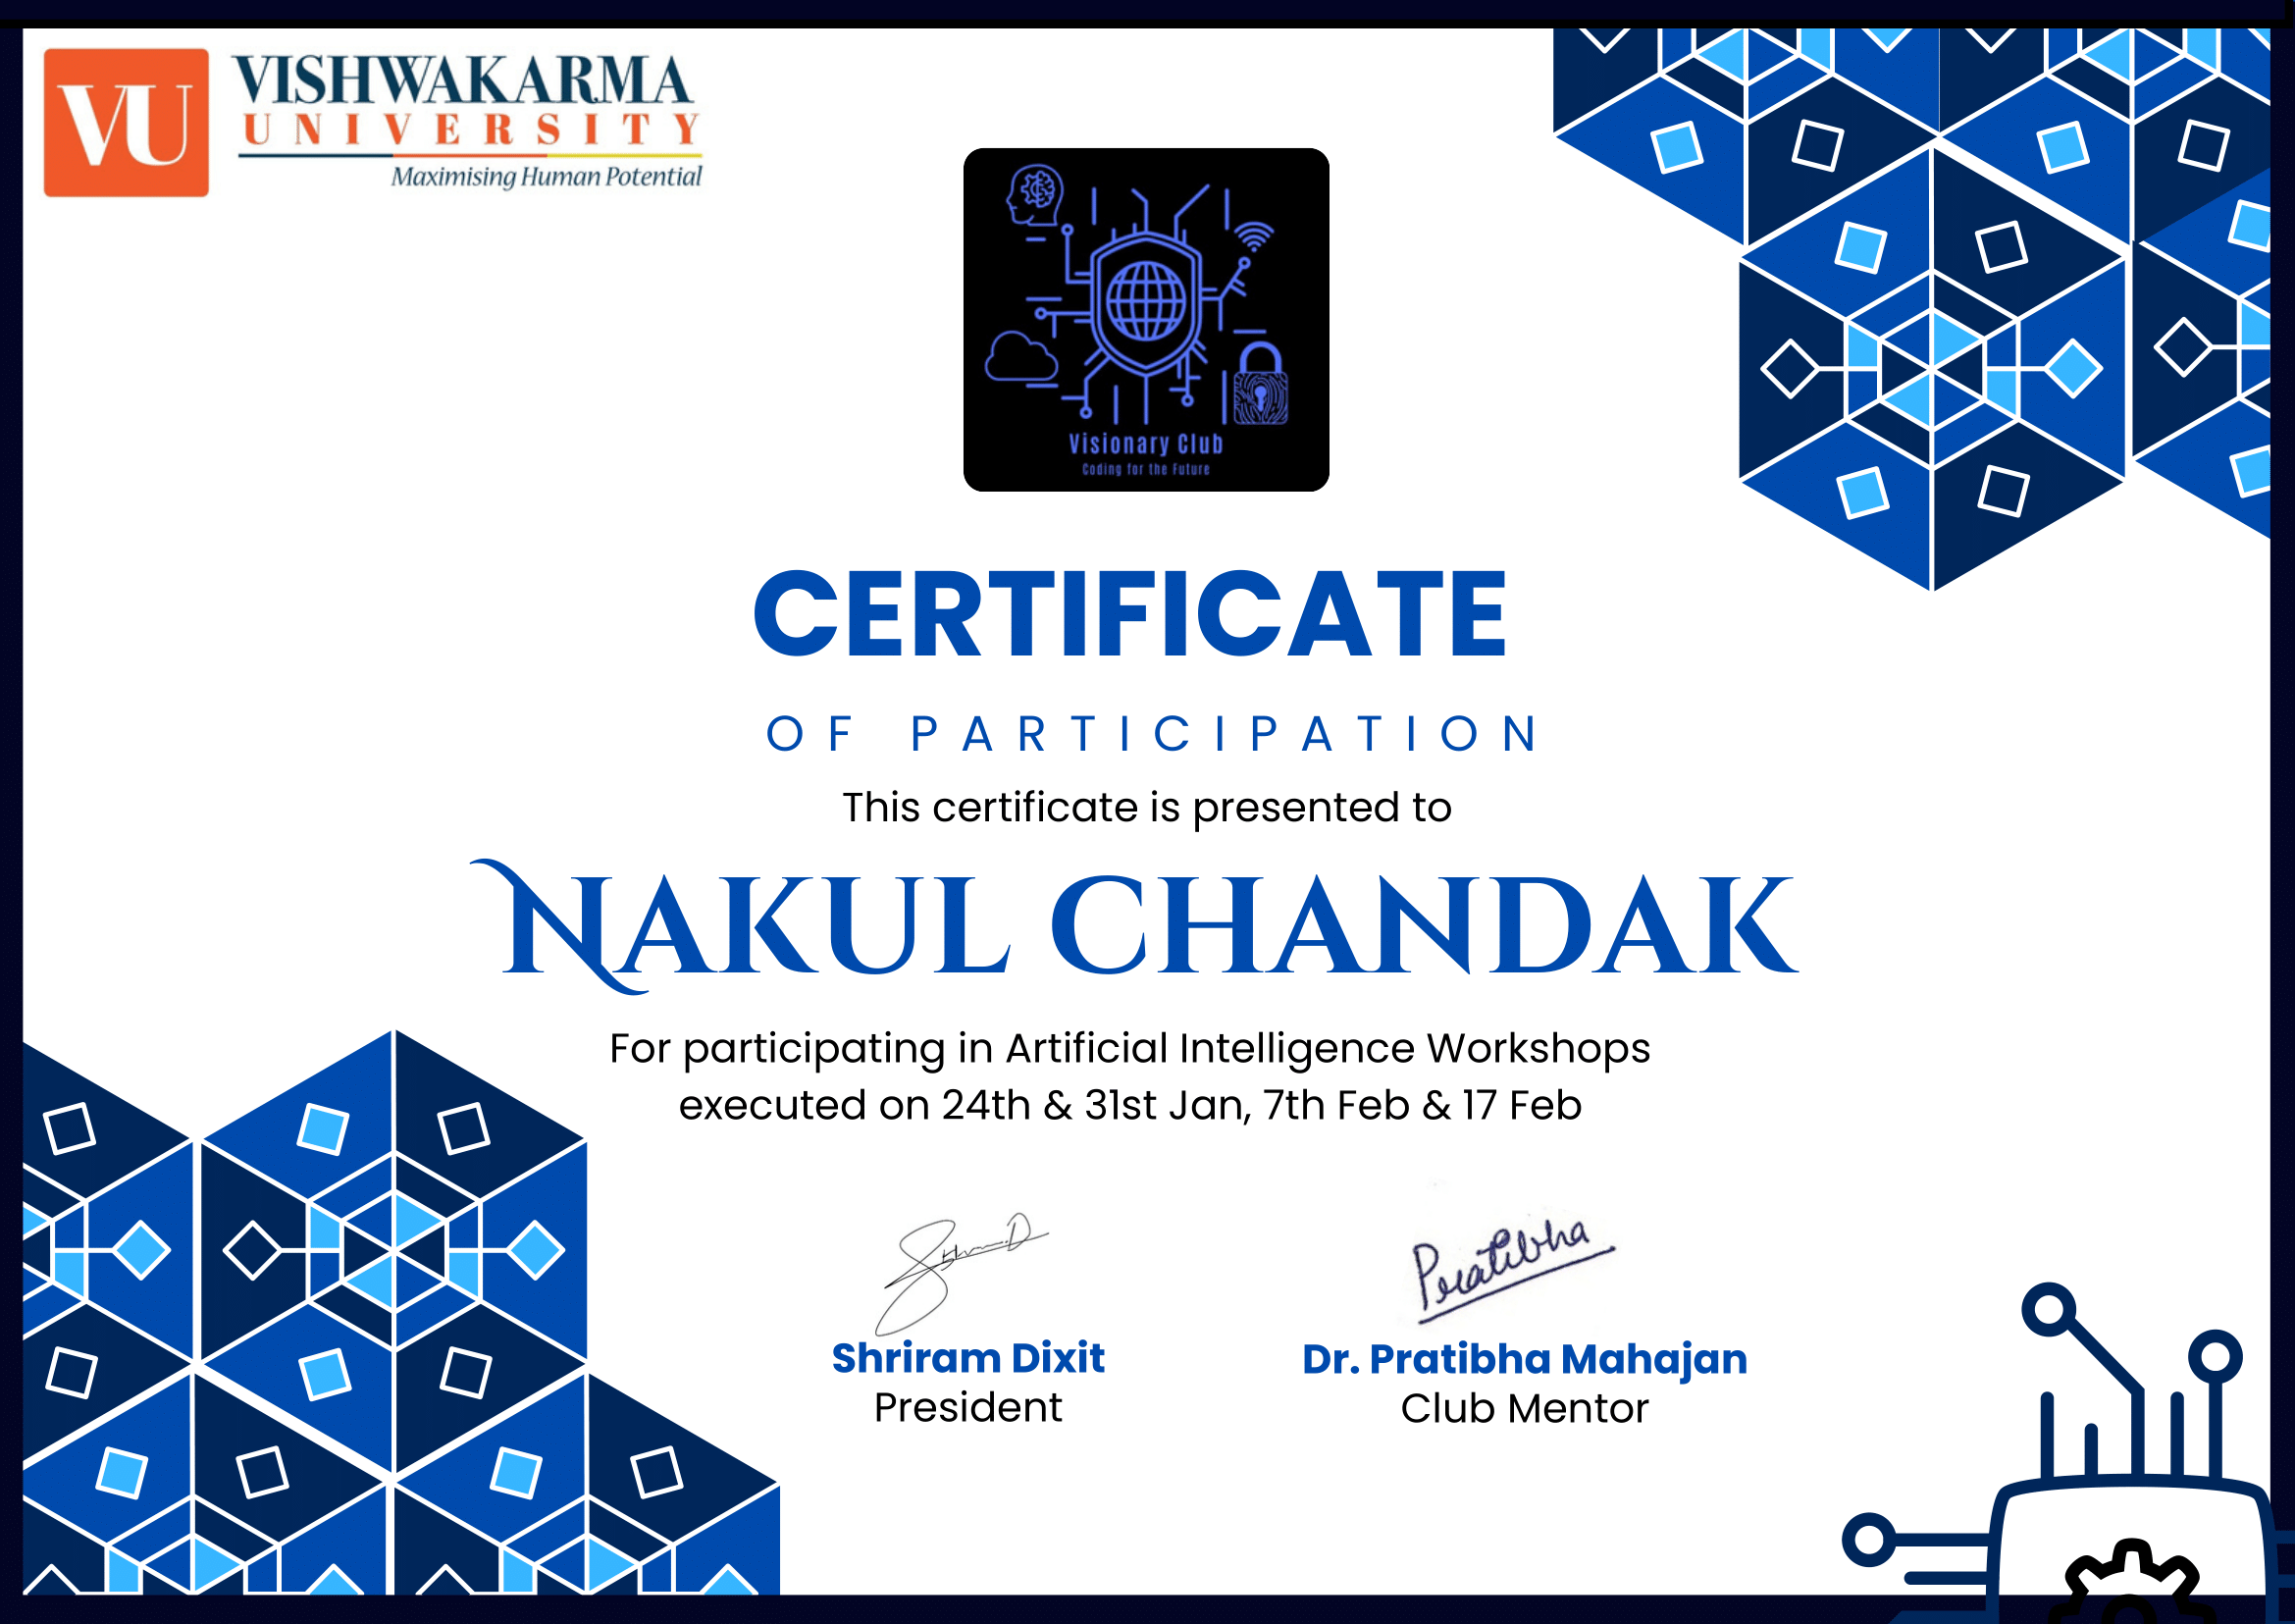 VU
VISHWAKARMA
UNIVERSITY
Maximising Human Potential
Visionary Club
Coding for the Future
CERTIFICATE
OF PARTICIPATION
This certificate is presented to
NAKUL CHANDAK
For participating in Artificial Intelligence Workshops
executed on 24th & 31st Jan, 7th Feb & 17 Feb
Pratibha
Shriram Dixit
Dr. Pratibha Mahajan
President
Club Mentor